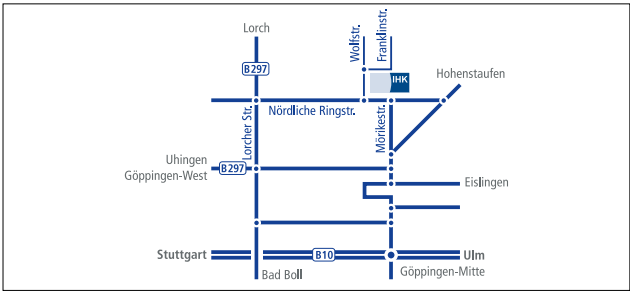 Lorch
Wolfstr.
Franklinstr.
B297
IHK
Hohenstaufen
Nördliche Ringstr.
Lorcher Str.
Mörikestr.
Uhingen
Göppingen-West
B297
Eislingen
Stuttgart
B10
Ulm
Bad Boll
Göppingen-Mitte